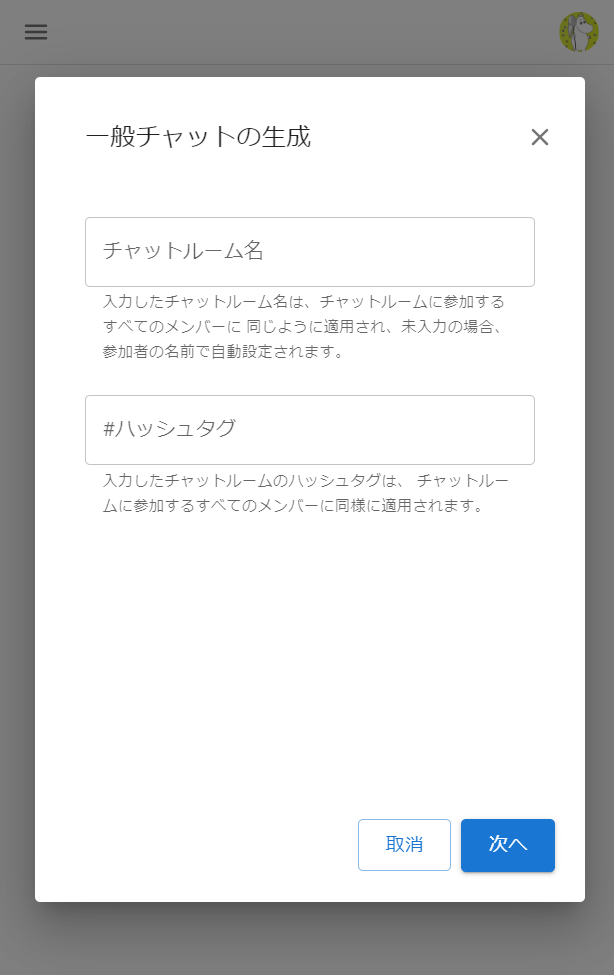 一般チャットの生成
チャットルーム名
入力したチャットルーム名は、チャットルームに参加する
すべてのメンバーに 同じように適用され、未入力の場合、
参加者の名前で自動設定されます。
#ハッシュタグ
入力したチャットルームのハッシュタグは、 チャットルー
ムに参加するすべてのメンバーに同様に適用されます。
取消
次へ